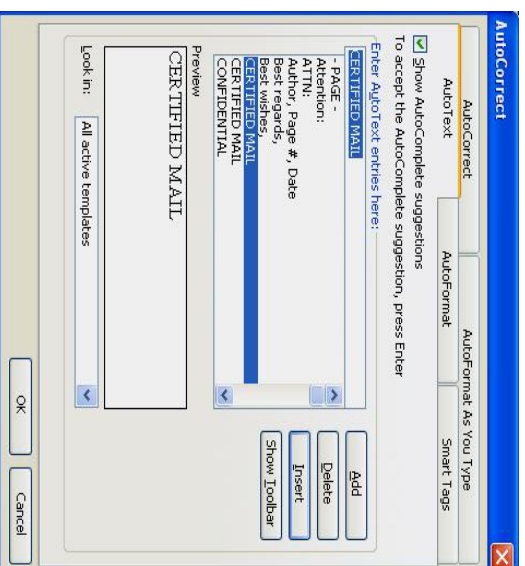 AutoCorrect
AutoCorrect AutoFormat As You Type
AutoText AutoFormat Smart Tags
Show AutoComplete suggestions
To accept the AutoComplete suggestion, press Enter
Enter AutoText entries here:
CERTIFIED MAIL
Add
- PAGE -
Attention:
ATTN:
Author, Page #, Date
Best regards,
Best wishes,
CERTIFIED MAIL
CERTIFIED MAIL
CONFIDENTIAL
Delete
Insert
Show Toolbar
Preview
CERTIFIED MAIL
Look in: All active templates
OK Cancel